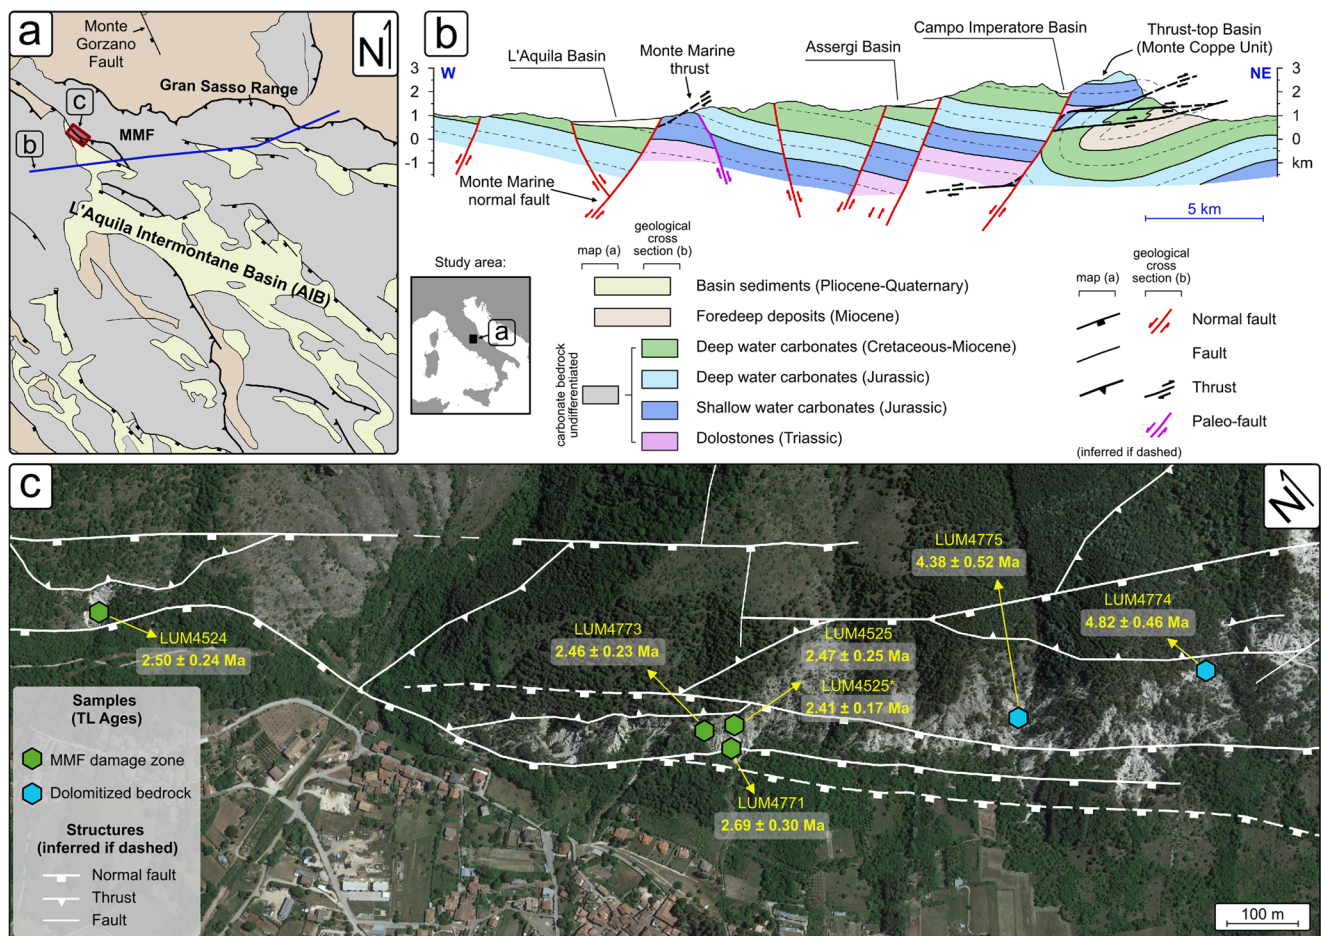 a
Monte
Gorzano
Fault
N
Gran Sasso Range
c
MMF
b
L'Aquila Intermontane Basin (AIB)
b
Campo Imperatore Basin
Thrust-top Basin
(Monte Coppe Unit)
L'Aquila Basin
Monte Marine
thrust
Assergi Basin
W
NE
3
2
1
0
-1
3
2
1
0
-1
km
Monte Marine
normal fault
5 km
Study area:
a
map (a)
geological
cross
section (b)
Basin sediments (Pliocene-Quaternary)
Foredeep deposits (Miocene)
Deep water carbonates (Cretaceous-Miocene)
Deep water carbonates (Jurassic)
Shallow water carbonates (Jurassic)
Dolostones (Triassic)
carbonate bedrock
undifferentiated
map (a)
geological
cross
section (b)
Normal fault
Fault
Thrust
Paleo-fault
(inferred if dashed)
c
N
LUM4775
4.38 ± 0.52 Ma
LUM4774
4.82 ± 0.46 Ma
LUM4524
2.50 ± 0.24 Ma
LUM4773
2.46 ± 0.23 Ma
LUM4525
2.47 ± 0.25 Ma
LUM4525*
2.41 ± 0.17 Ma
LUM4771
2.69 ± 0.30 Ma
Samples
(TL Ages)
MMF damage zone
Dolomitized bedrock
Structures
(inferred if dashed)
Normal fault
Thrust
Fault
100 m